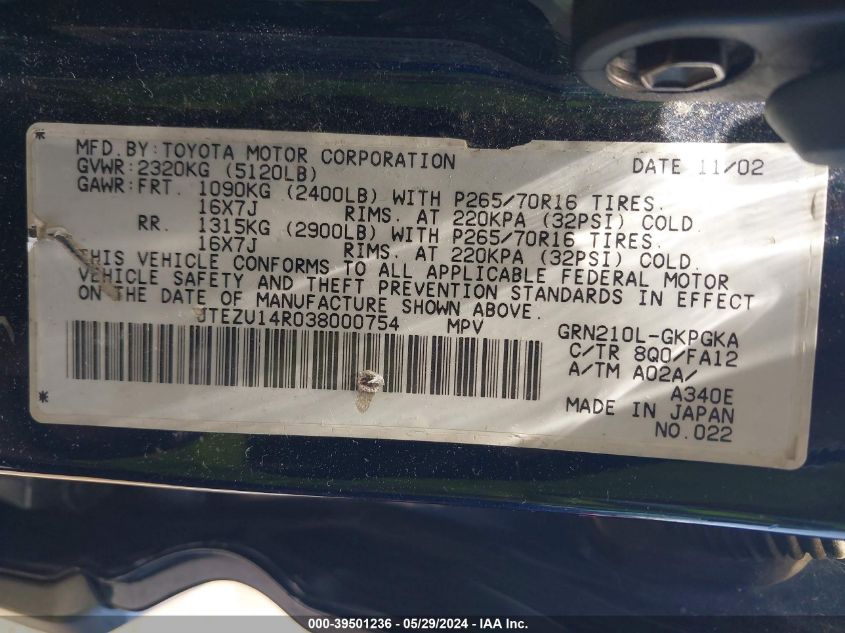 MFD. BY: TOYOTA MOTOR CORPORATION DATE 11/02
GVWR: 2320KG (5120LB)
GAWR: FRT. 1090KG (2400LB) WITH P265/70R16 TIRES.
16X7J RIMS. AT 220KPA (32PSI) COLD.
RR. 1315KG (2900LB) WITH P265/70R16 TIRES.
16X7J RIMS. AT 220KPA (32PSI) COLD.
THIS VEHICLE CONFORMS TO ALL APPLICABLE FEDERAL MOTOR
VEHICLE SAFETY AND THEFT PREVENTION STANDARDS IN EFFECT
ON THE DATE OF MANUFACTURE SHOWN ABOVE.
JTEZU14R038000754 MPV GRN210L-GKPGKA
C/TR 8Q0/FA12
A/TM A02A/
A340E
MADE IN JAPAN
NO.022
000-39501236 - 05/29/2024 - IAA Inc.